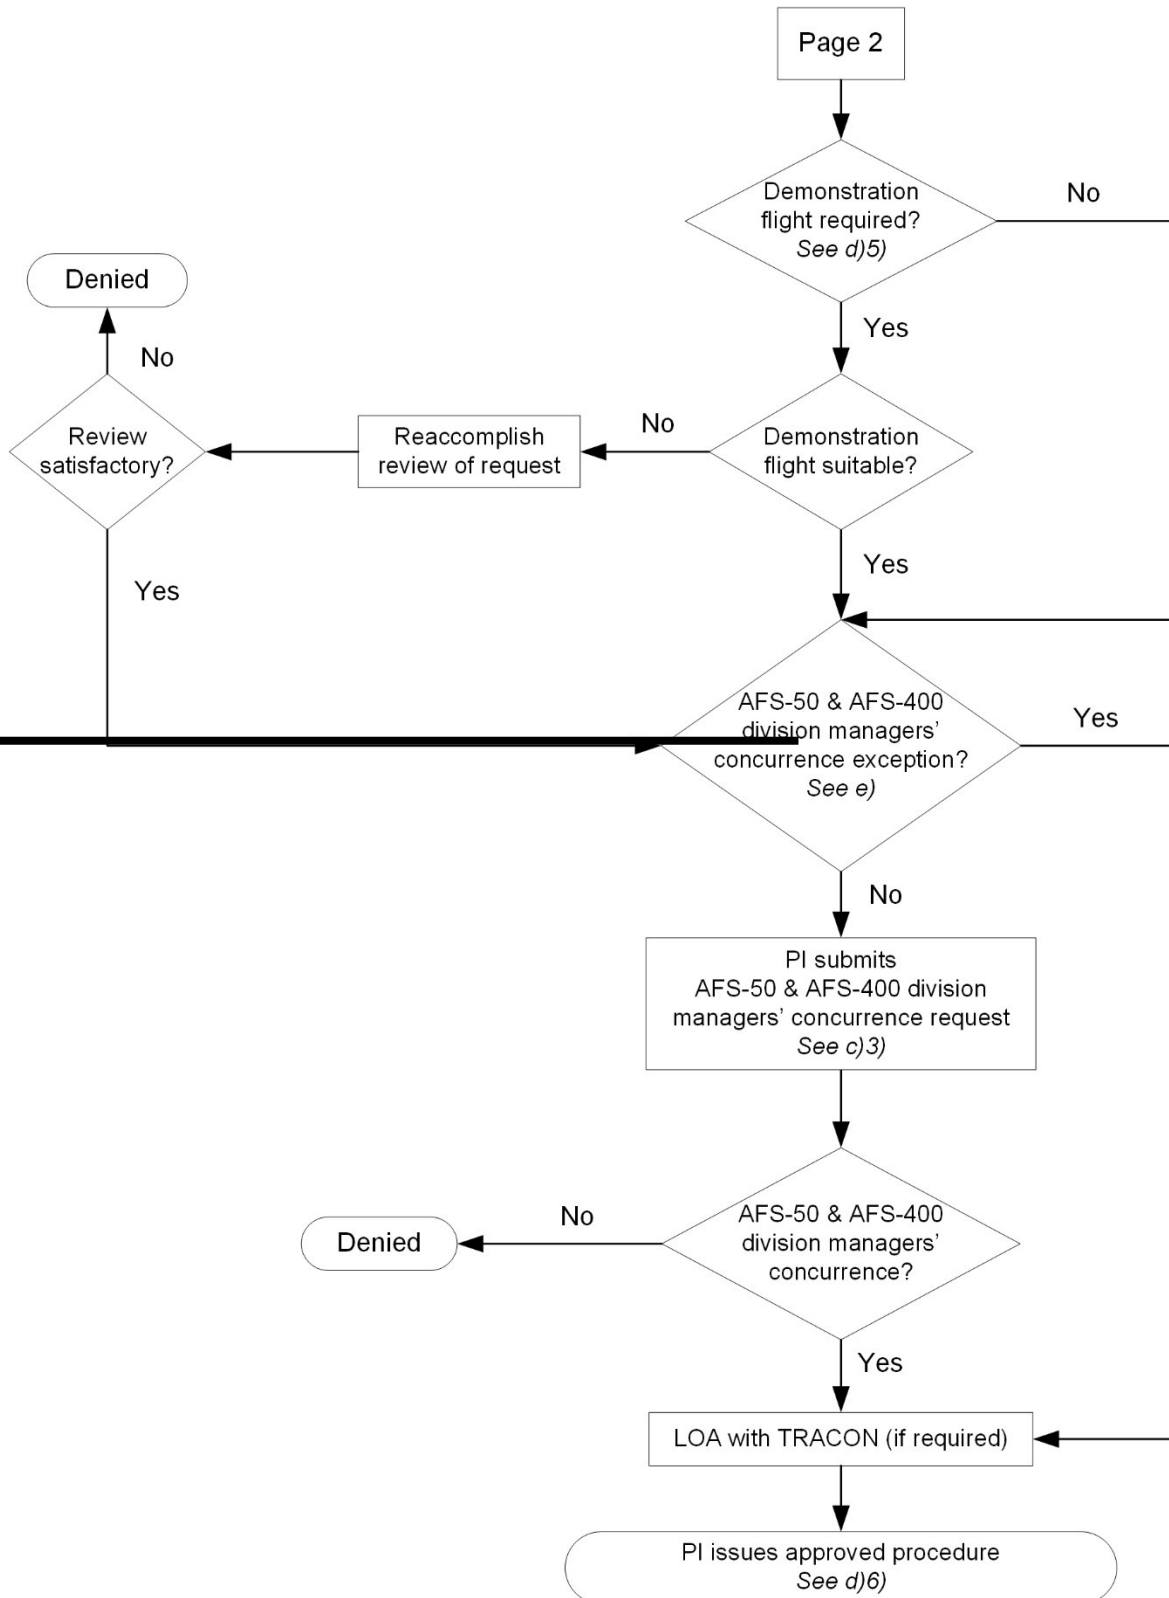 Page 2
Demonstration
flight required?
See d)5)
No
Yes
Denied
No
Review
satisfactory?
Reaccomplish
review of request
No
Demonstration
flight suitable?
Yes
Yes
AFS-50 & AFS-400
division managers’
concurrence exception?
See e)
Yes
No
PI submits
AFS-50 & AFS-400 division
managers’ concurrence request
See c)3)
AFS-50 & AFS-400
division managers’
concurrence?
No
Denied
Yes
LOA with TRACON (if required)
PI issues approved procedure
See d)6)